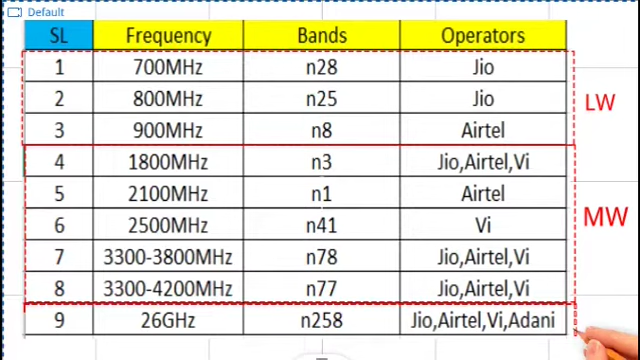 Default
SL Frequency Bands Operators
1 700MHz n28 Jio
2 800MHz n25 Jio
3 900MHz n8 Airtel
LW
4 1800MHz n3 Jio,Airtel,Vi
5 2100MHz n1 Airtel
6 2500MHz n41 Vi
MW
7 3300-3800MHz n78 Jio,Airtel,Vi
8 3300-4200MHz n77 Jio,Airtel,Vi
9 26GHz n258 Jio,Airtel,Vi,Adani